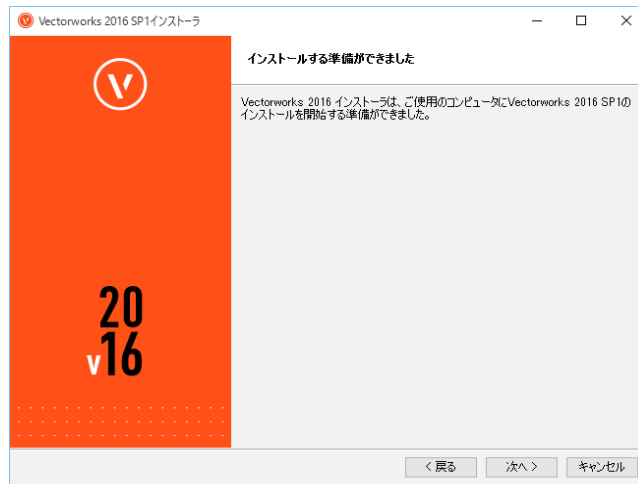 Vectorworks 2016 SP1インストーラ
インストールする準備ができました
Vectorworks 2016 インストーラは、ご使用のコンピュータにVectorworks 2016 SP1の
インストールを開始する準備ができました。
20
v16
< 戻る
次へ >
キャンセル